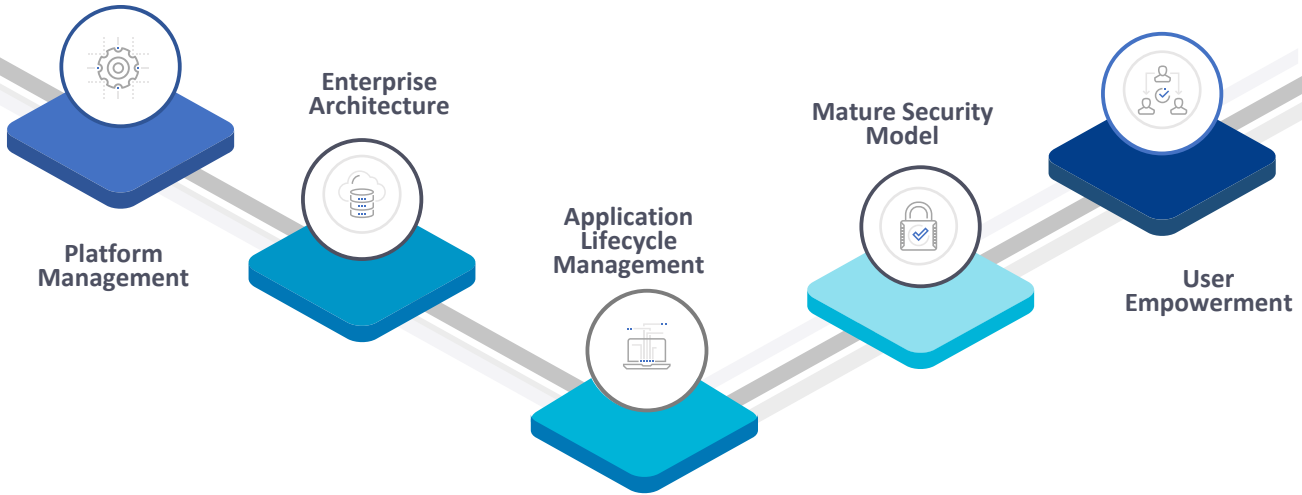 Platform
Management
Enterprise
Architecture
Application
Lifecycle
Management
Mature Security
Model
User
Empowerment